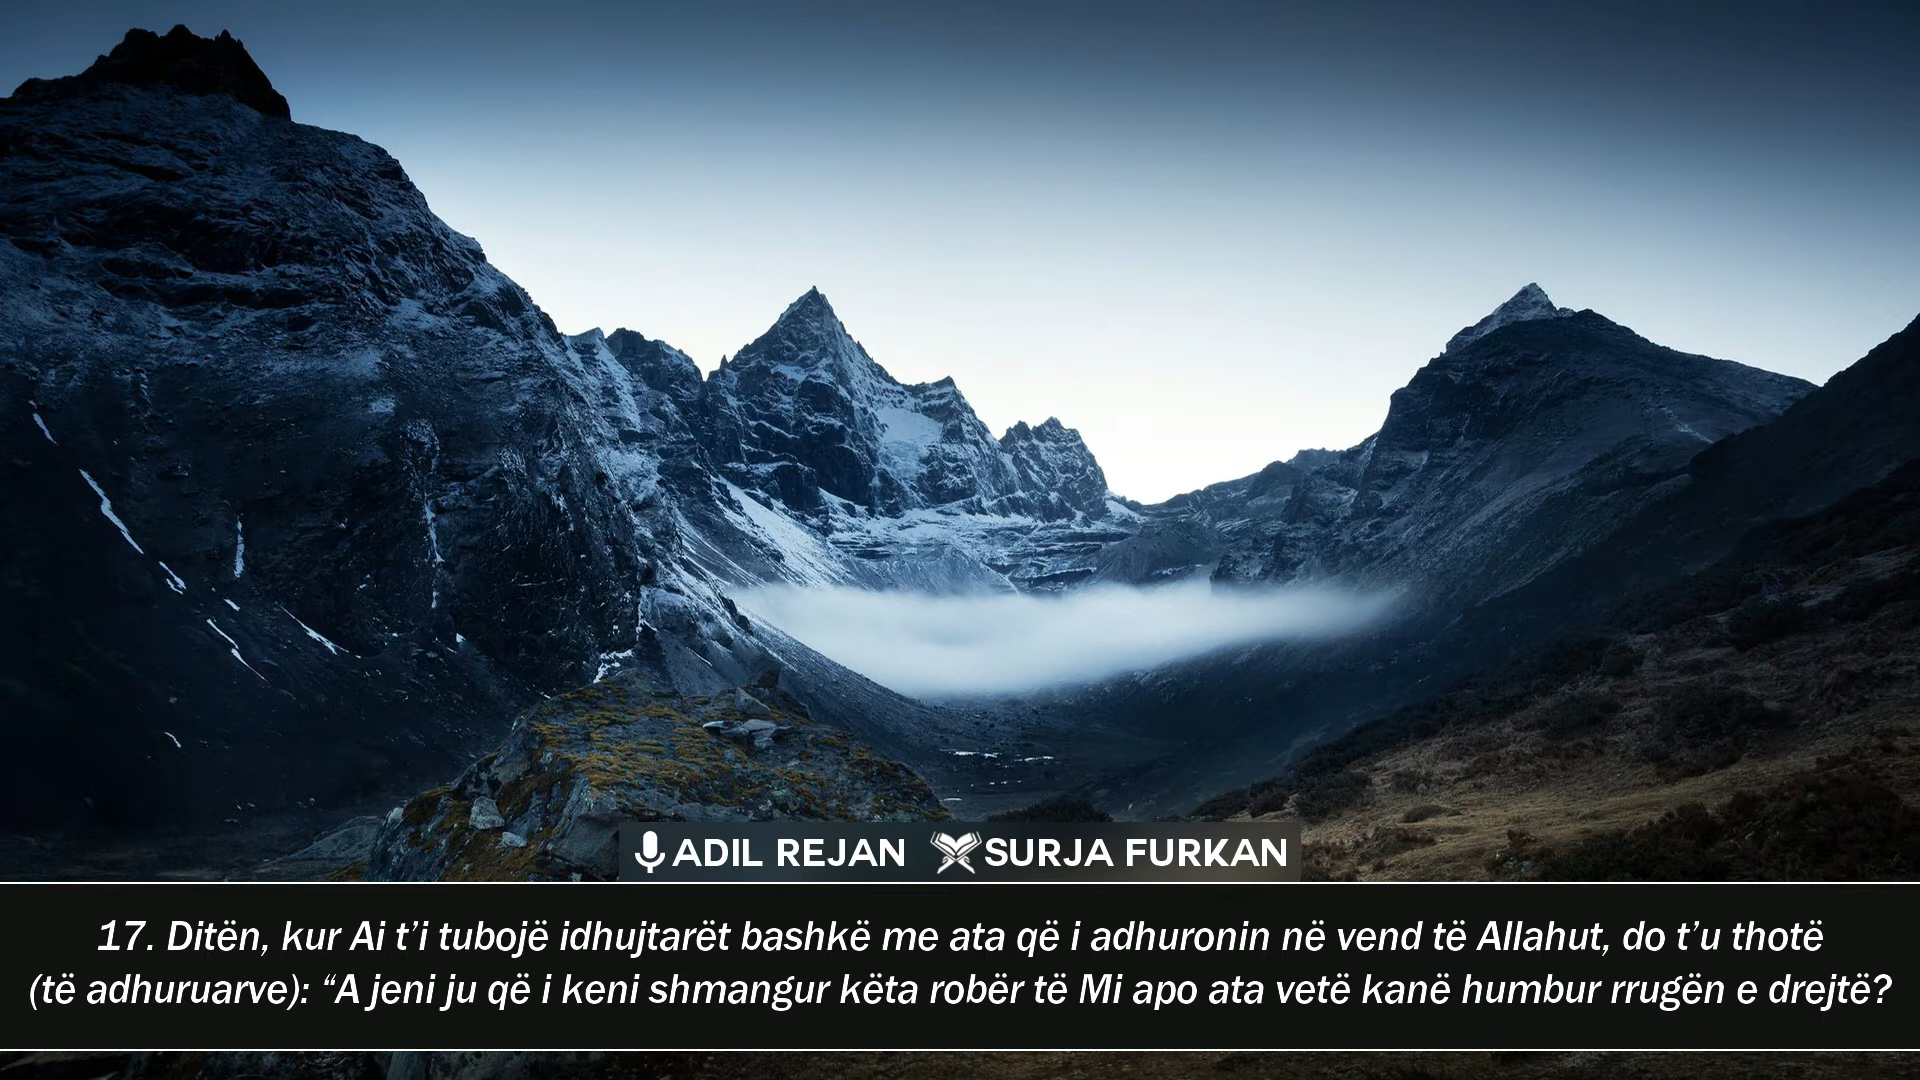 ADIL REJAN SURJA FURKAN
17. Ditën, kur Ai t’i tubojë idhujtarët bashkë me ata që i adhuronin në vend të Allahut, do t’u thotë
(të adhuruarve): “A jeni ju që i keni shmangur këta robër të Mi apo ata vetë kanë humbur rrugën e drejtë?